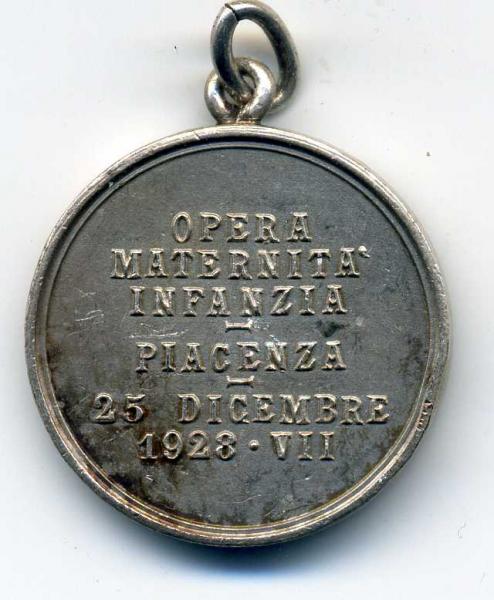 OPERA
MATERNITA'
INFANZIA
PIACENZA
25 DICEMBRE
1928 · VII